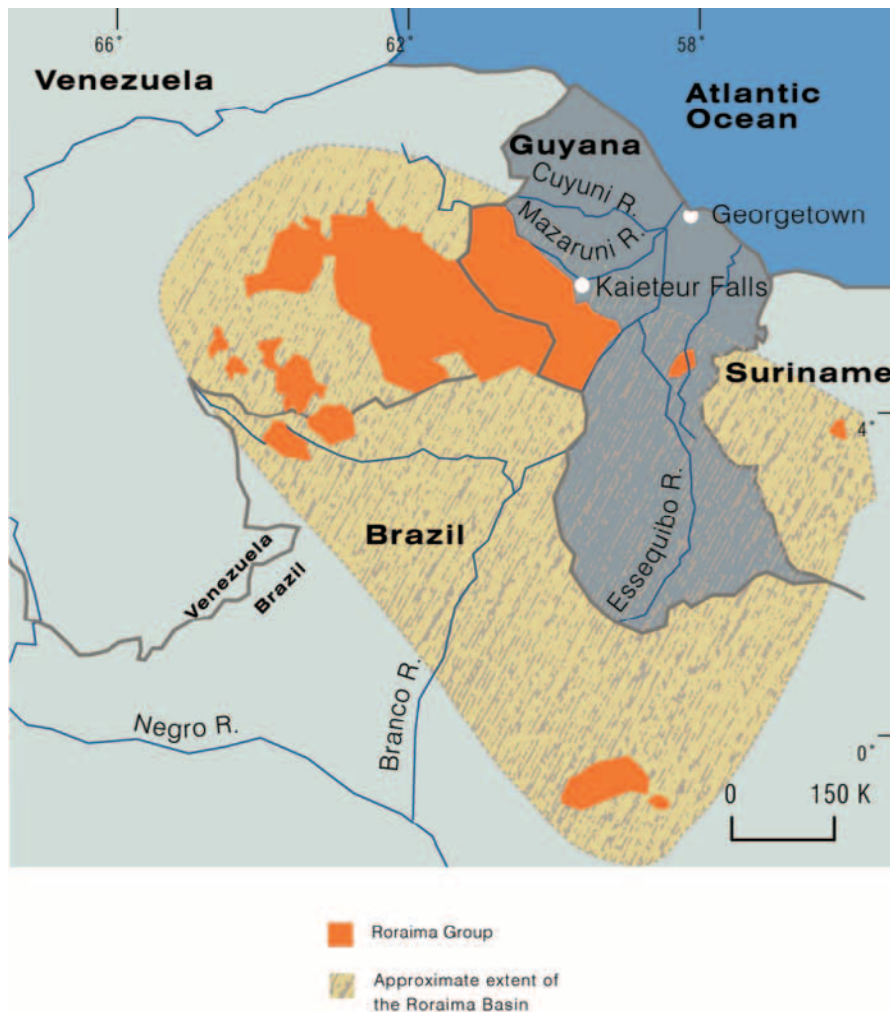 66°
62°
58°
Venezuela
Atlantic
Ocean
Guyana
Cuyuni R.
Georgetown
Mazaruni R.
Kaieteur Falls
Suriname
4°
Brazil
Essequibo R.
Venezuela
Brazil
Branco R.
Negro R.
0°
0 150 K
Roraima Group
Approximate extent of
the Roraima Basin